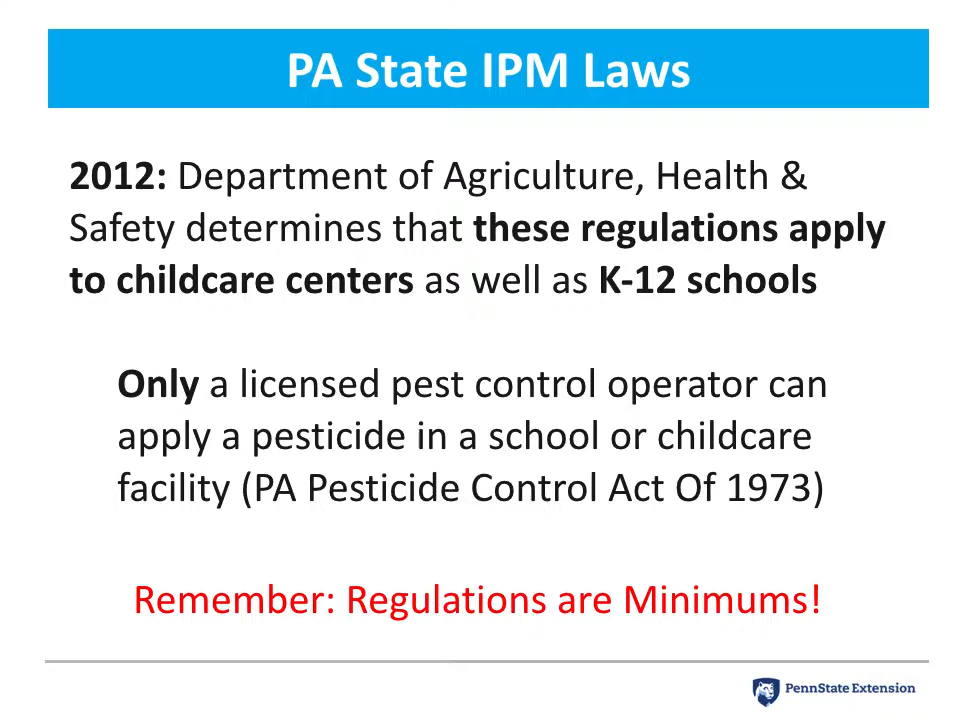 PA State IPM Laws
2012: Department of Agriculture, Health &
Safety determines that these regulations apply
to childcare centers as well as K-12 schools
Only a licensed pest control operator can
apply a pesticide in a school or childcare
facility (PA Pesticide Control Act Of 1973)
Remember: Regulations are Minimums!
PennState Extension